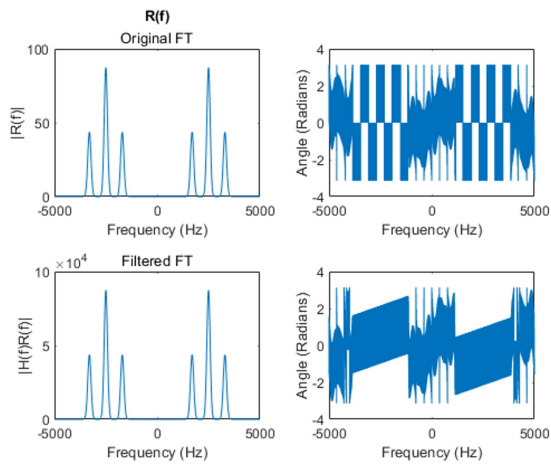 R(f)
Original FT
100
50
0
|R(f)|
-5000 0 5000
Frequency (Hz)
4
2
0
-2
-4
Angle (Radians)
-5000 0 5000
Frequency (Hz)
Filtered FT
×10⁴
10
5
0
|H(f)R(f)|
-5000 0 5000
Frequency (Hz)
4
2
0
-2
-4
Angle (Radians)
-5000 0 5000
Frequency (Hz)